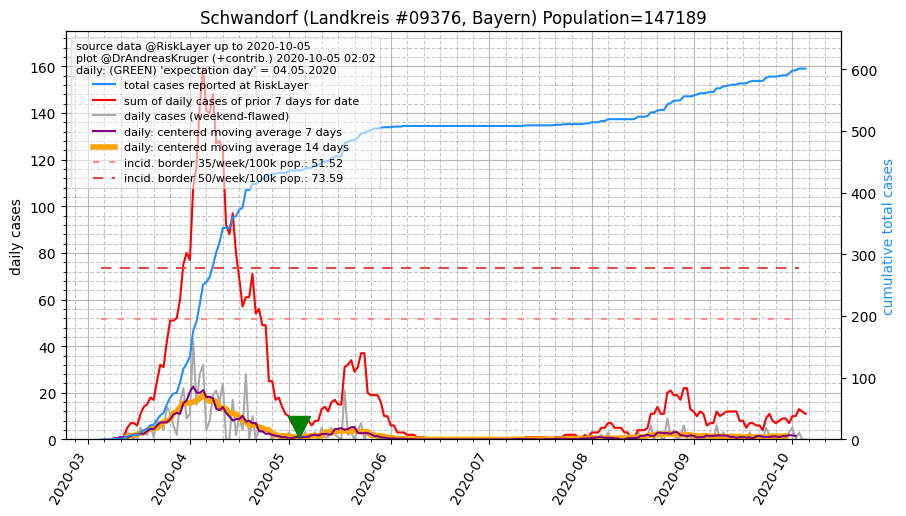 Schwandorf (Landkreis #09376, Bayern) Population=147189
source data @RiskLayer up to 2020-10-05
plot @DrAndreasKruger (+contrib.) 2020-10-05 02:02
daily: (GREEN) 'expectation day' = 04.05.2020
total cases reported at RiskLayer
sum of daily cases of prior 7 days for date
daily cases (weekend-flawed)
daily: centered moving average 7 days
daily: centered moving average 14 days
incid. border 35/week/100k pop.: 51.52
incid. border 50/week/100k pop.: 73.59
daily cases
160
140
120
100
80
60
40
20
0
600
500
400
300
200
100
0
cumulative total cases
2020-03
2020-04
2020-05
2020-06
2020-07
2020-08
2020-09
2020-10